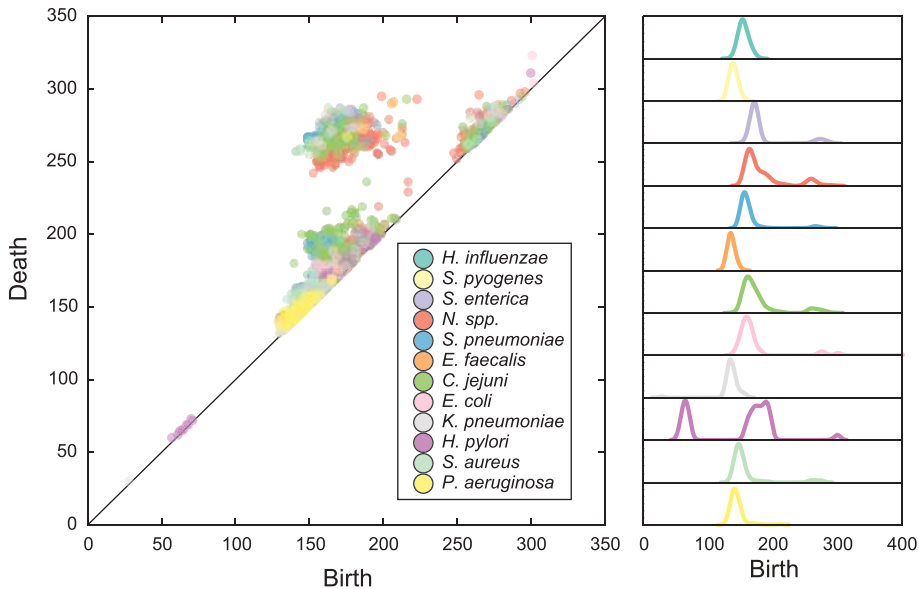 350
300
250
200
150
100
50
0
Death
0 50 100 150 200 250 300 350
Birth
H. influenzae
S. pyogenes
S. enterica
N. spp.
S. pneumoniae
E. faecalis
C. jejuni
E. coli
K. pneumoniae
H. pylori
S. aureus
P. aeruginosa
0 100 200 300 400
Birth